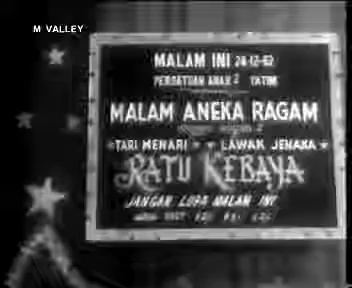 M VALLEY
MALAM INI 24-12-62
PERSATUAN ANAK2 YATIM
MALAM ANEKA RAGAM
TARI MENARI LAWAK JENAKA
RATU KEBAYA
JANGAN LUPA MALAM INI